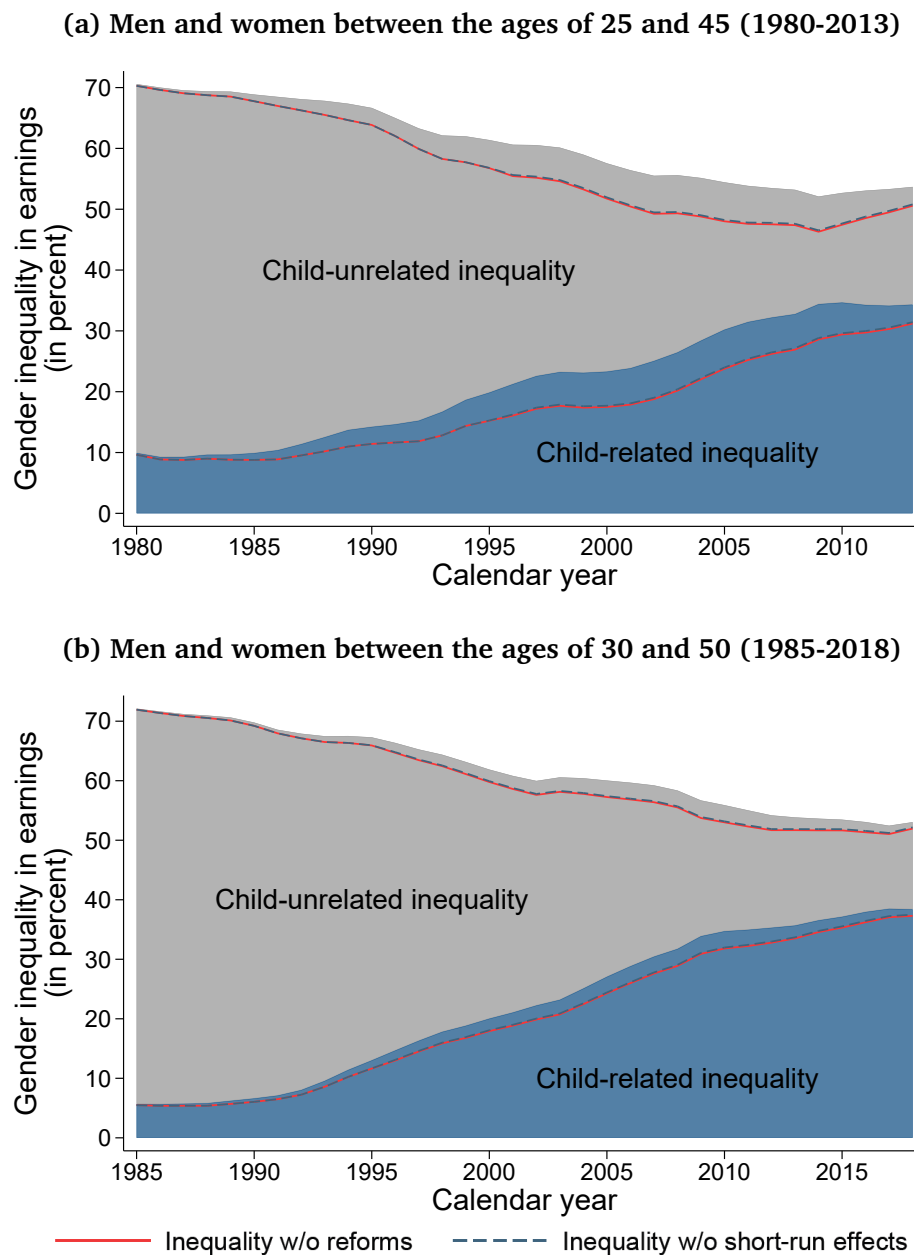 (a) Men and women between the ages of 25 and 45 (1980-2013)
Gender inequality in earnings
(in percent)
70
60
50
40
30
20
10
0
Child-unrelated inequality
Child-related inequality
1980 1985 1990 1995 2000 2005 2010
Calendar year
(b) Men and women between the ages of 30 and 50 (1985-2018)
Gender inequality in earnings
(in percent)
70
60
50
40
30
20
10
0
Child-unrelated inequality
Child-related inequality
1985 1990 1995 2000 2005 2010 2015
Calendar year
Inequality w/o reforms Inequality w/o short-run effects